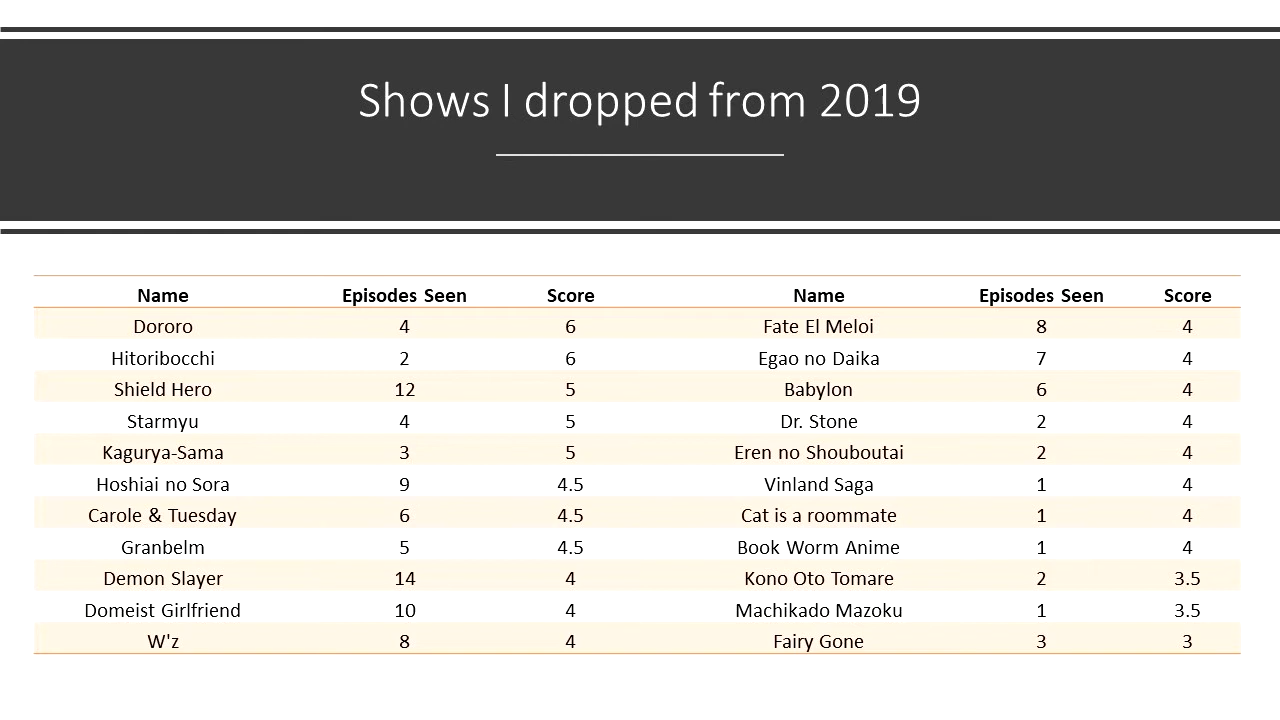 Shows I dropped from 2019
Name Episodes Seen Score Name Episodes Seen Score
Dororo 4 6 Fate El Meloi 8 4
Hitoribocchi 2 6 Egao no Daika 7 4
Shield Hero 12 5 Babylon 6 4
Starmyu 4 5 Dr. Stone 2 4
Kagurya-Sama 3 5 Eren no Shouboutai 2 4
Hoshiai no Sora 9 4.5 Vinland Saga 1 4
Carole & Tuesday 6 4.5 Cat is a roommate 1 4
Granbelm 5 4.5 Book Worm Anime 1 4
Demon Slayer 14 4 Kono Oto Tomare 2 3.5
Domeist Girlfriend 10 4 Machikado Mazoku 1 3.5
W'z 8 4 Fairy Gone 3 3